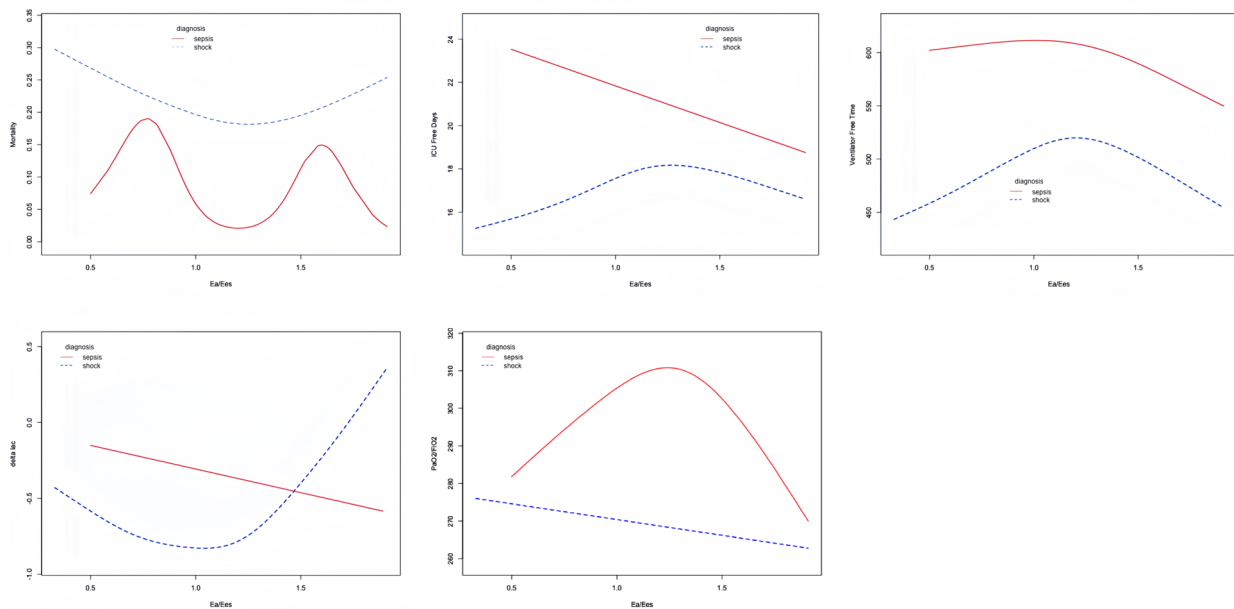 diagnosis
sepsis
shock
Mortality
0.35
0.30
0.25
0.20
0.15
0.10
0.05
0.00
0.5
1.0
1.5
Ea/Ees
diagnosis
sepsis
shock
ICU Free Days
24
22
20
18
16
0.5
1.0
1.5
Ea/Ees
Ventilator Free Time
600
550
500
450
diagnosis
sepsis
shock
0.5
1.0
1.5
Ea/Ees
diagnosis
sepsis
shock
delta lac
0.5
0.0
-0.5
-1.0
0.5
1.0
1.5
Ea/Ees
diagnosis
sepsis
shock
PaO2/FiO2
320
310
300
290
280
270
260
0.5
1.0
1.5
Ea/Ees